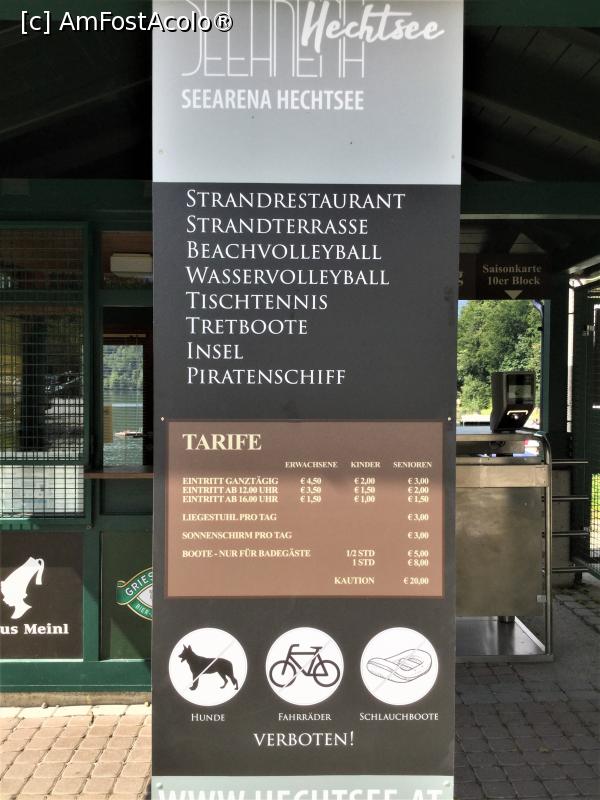 [c] AmFostAcolo®
SEEARENA Hechtsee
SEEARENA HECHTSEE
STRANDRESTAURANT
STRANDTERRASSE
BEACHVOLLEYBALL
WASSERVOLLEYBALL
TISCHTENNIS
TRETBOOTE
INSEL
PIRATENSCHIFF
Saisonkarte
10er Block
TARIFE
ERWACHSENE KINDER SENIOREN
EINTRITT GANZTÄGIG € 4,50 € 2,00 € 3,00
EINTRITT AB 12.00 UHR € 3,50 € 1,50 € 2,00
EINTRITT AB 16.00 UHR € 1,50 € 1,00 € 1,50
LIEGESTUHL PRO TAG € 3,00
SONNENSCHIRM PRO TAG € 3,00
BOOTE - NUR FÜR BADEGÄSTE 1/2 STD € 5,00
1 STD € 8,00
KAUTION € 20,00
us Meinl
GRIES
BIER
HUNDE FAHRRÄDER SCHLAUCHBOOTE
VERBOTEN!
WWW.HECHTSEE.AT